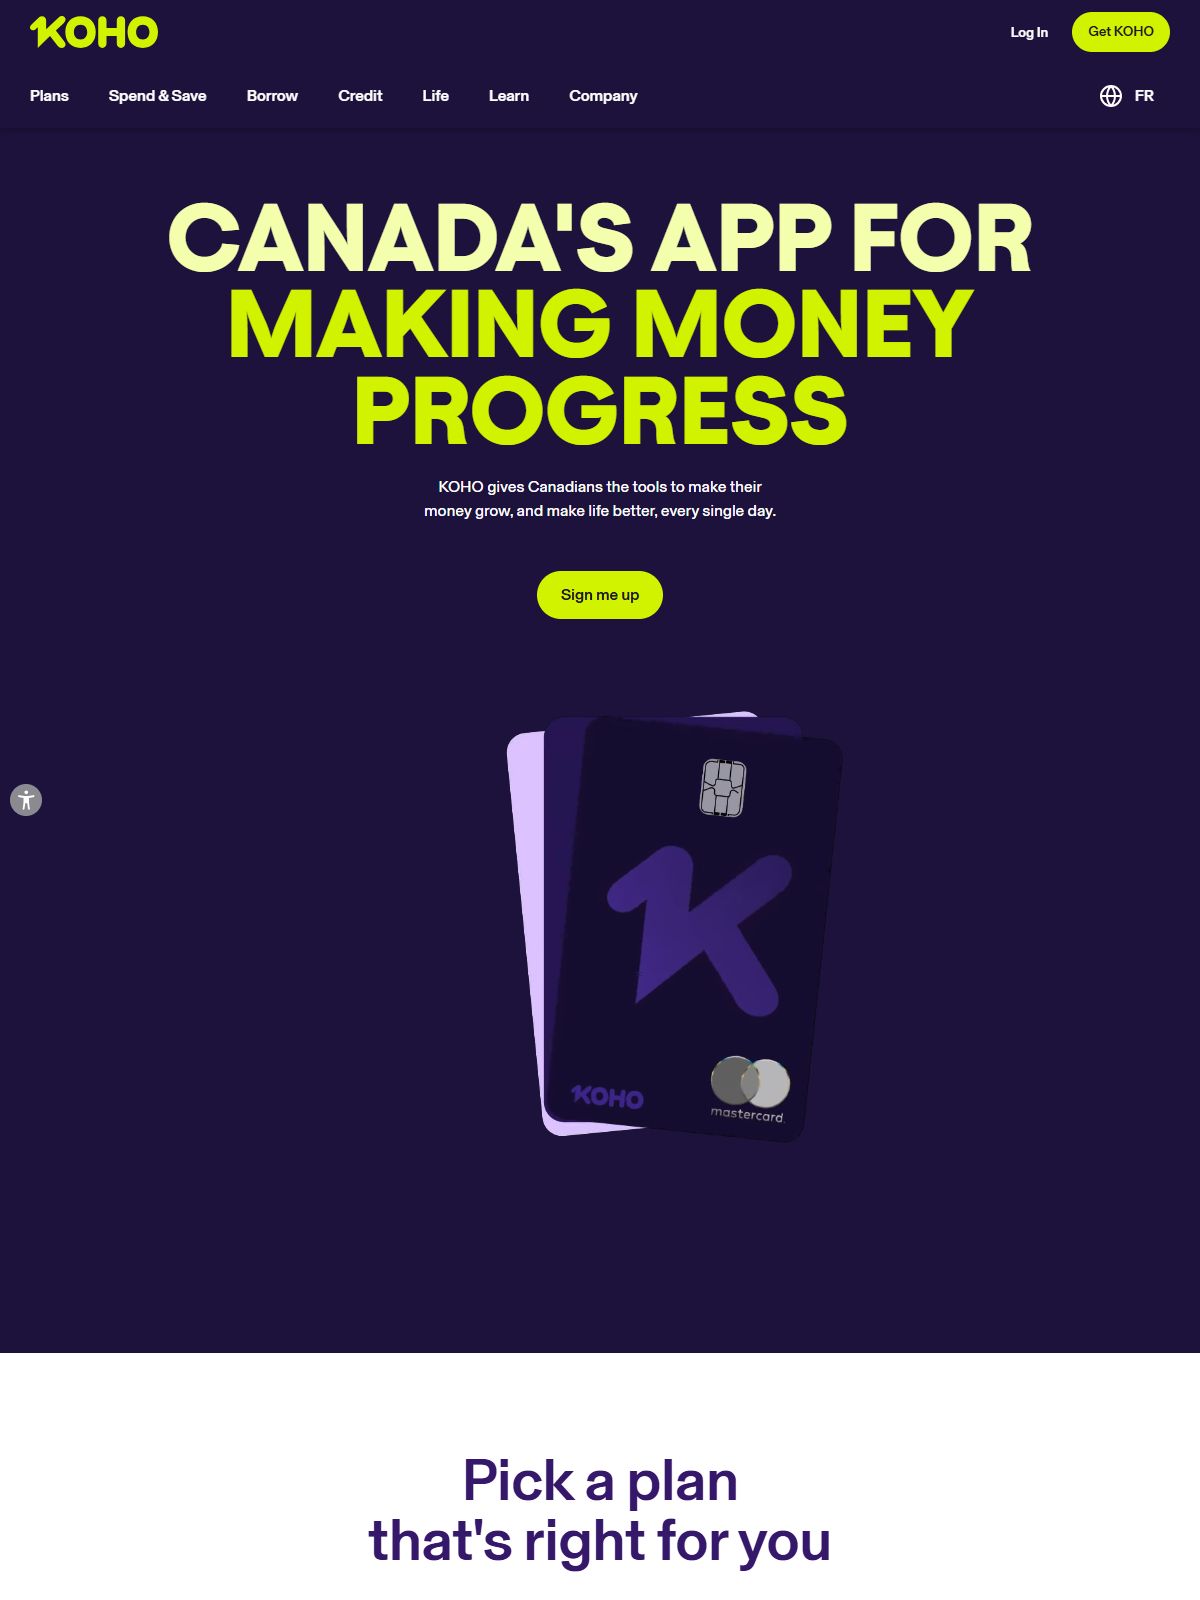 KOHO
Log In
Get KOHO
Plans
Spend & Save
Borrow
Credit
Life
Learn
Company
FR
CANADA'S APP FOR
MAKING MONEY
PROGRESS
KOHO gives Canadians the tools to make their
money grow, and make life better, every single day.
Sign me up
K
KOHO
mastercard.
Pick a plan
that's right for you